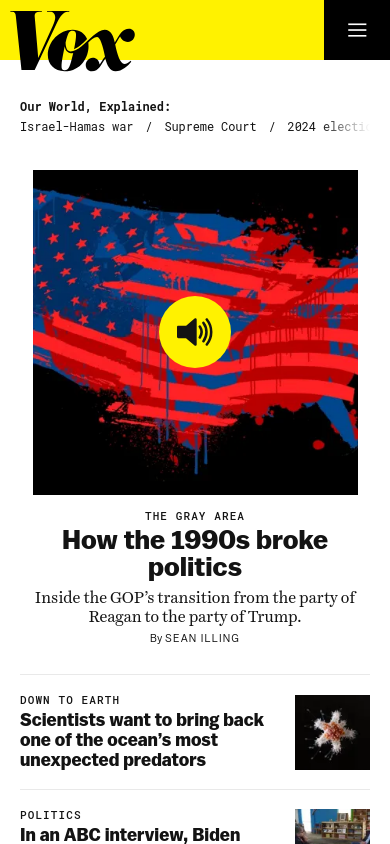 Vox
Our World, Explained:
Israel-Hamas war / Supreme Court / 2024 electi
THE GRAY AREA
How the 1990s broke
politics
Inside the GOP’s transition from the party of
Reagan to the party of Trump.
By SEAN ILLING
DOWN TO EARTH
Scientists want to bring back
one of the ocean’s most
unexpected predators
POLITICS
In an ABC interview, Biden